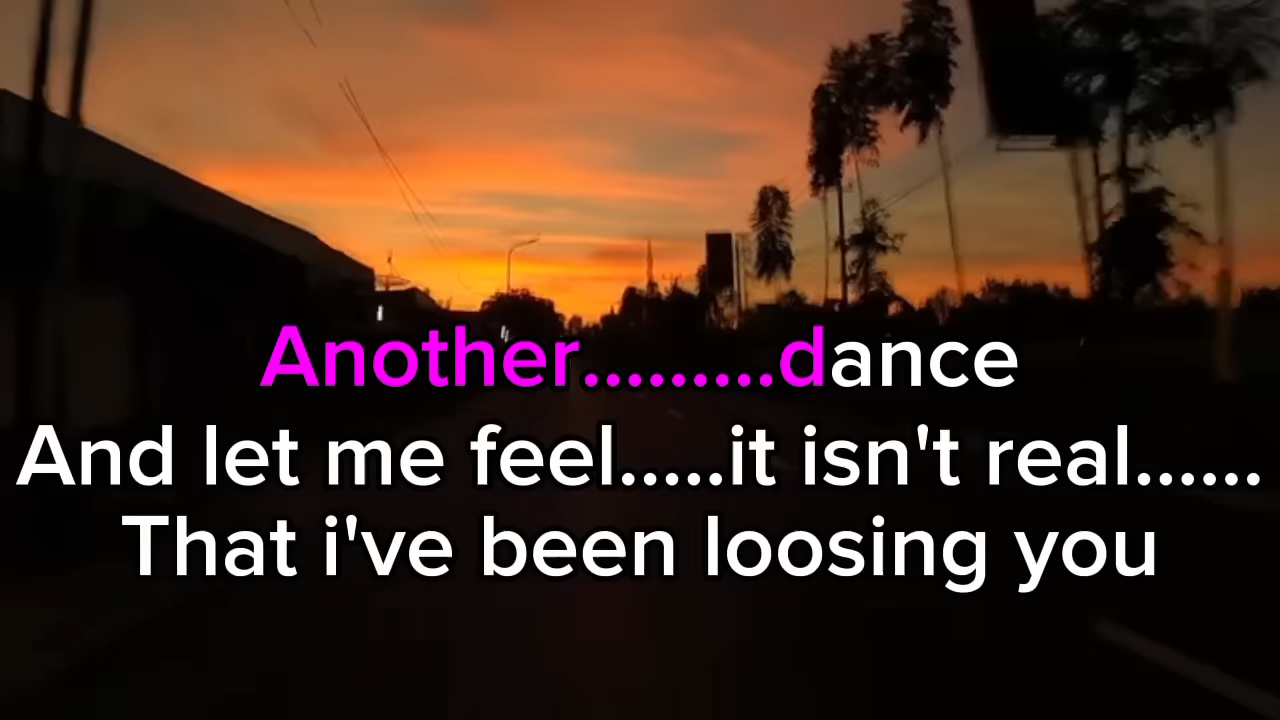 Another.........dance
And let me feel.....it isn't real......
That i've been loosing you